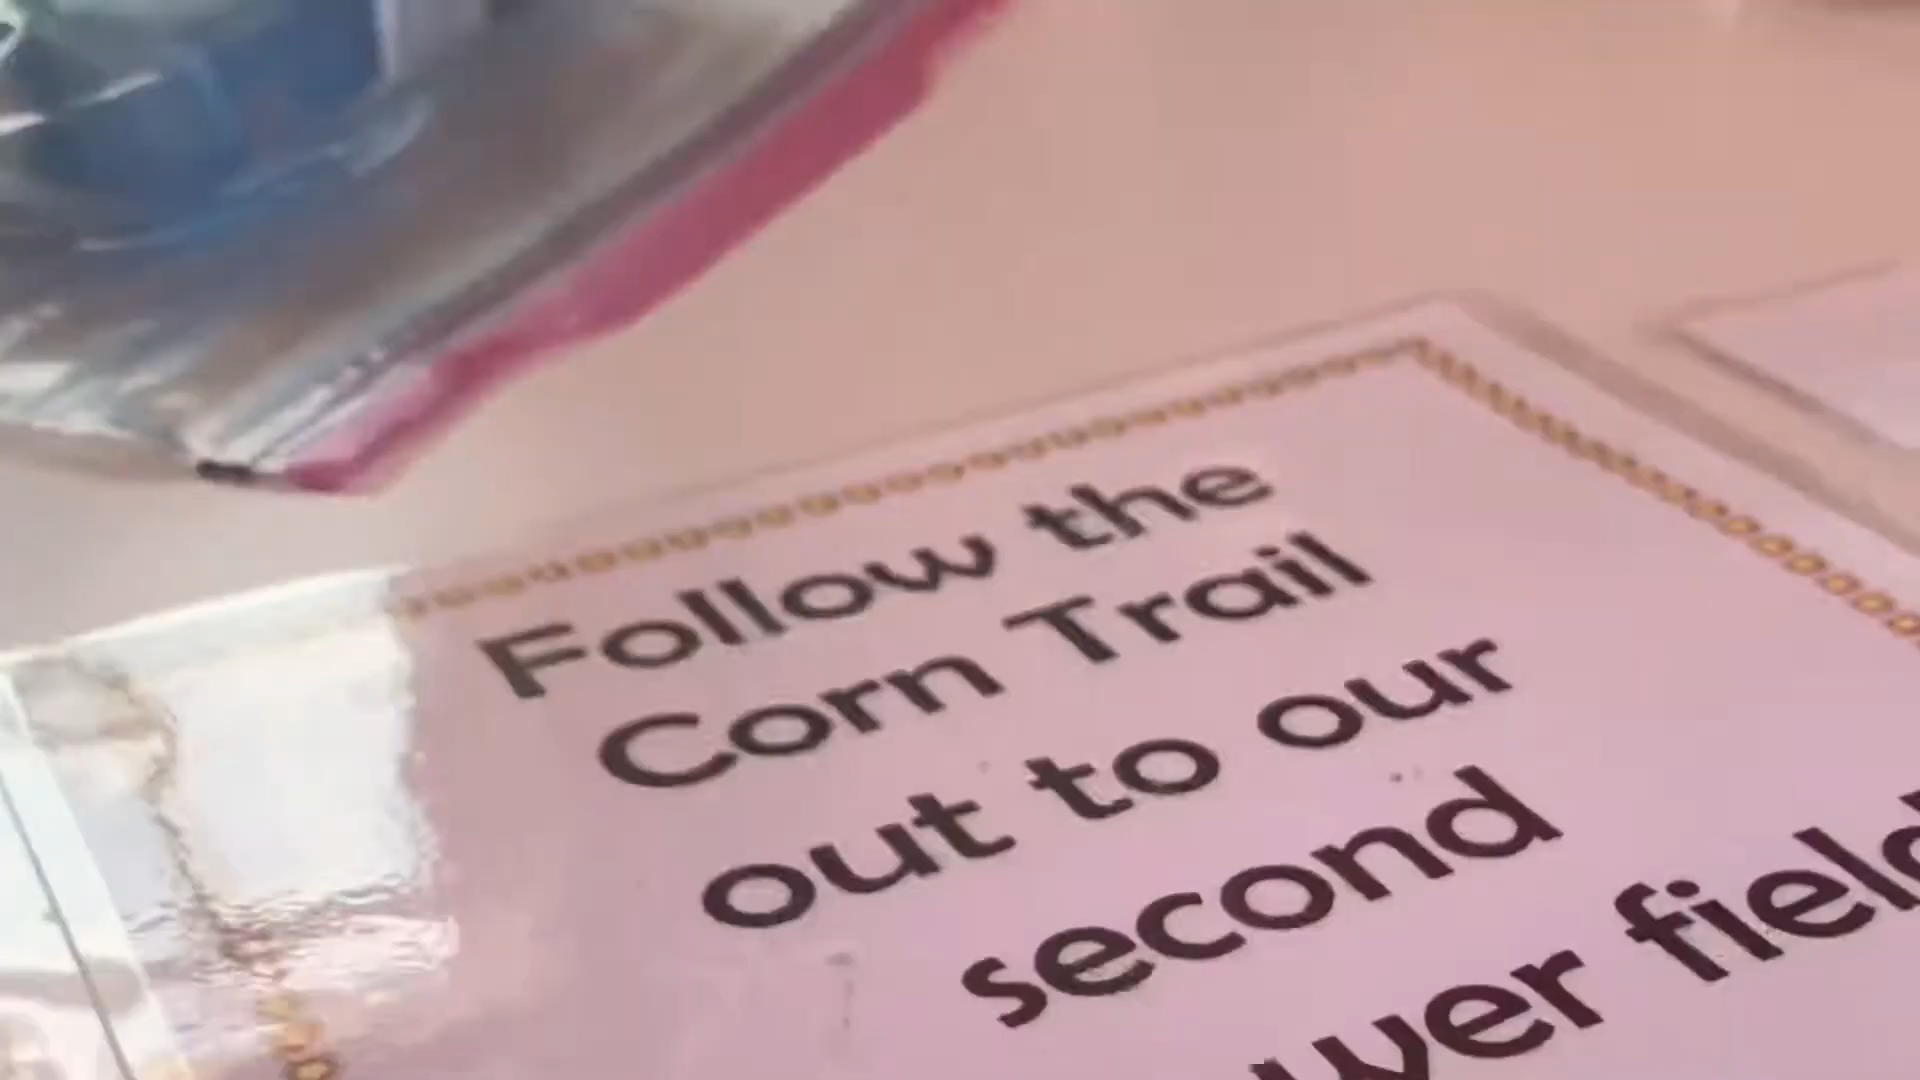 Follow the
Corn Trail
out to our
second